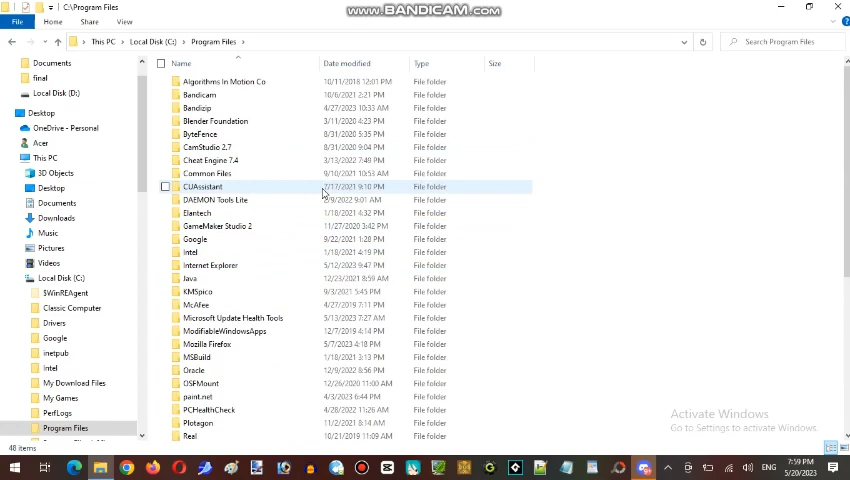 C:\Program Files
WWW.BANDICAM.COM
File Home Share View
This PC Local Disk (C:) Program Files
Search Program Files
Documents
final
Local Disk (D:)
Desktop
OneDrive - Personal
Acer
This PC
3D Objects
Desktop
Documents
Downloads
Music
Pictures
Videos
Local Disk (C:)
$WinREAgent
Classic Computer
Drivers
Google
inetpub
Intel
My Download Files
My Games
PerfLogs
Program Files
Name Date modified Type Size
Algorithms In Motion Co 10/11/2018 12:01 PM File folder
Bandicam 10/6/2021 2:21 PM File folder
Bandizip 4/27/2023 10:33 AM File folder
Blender Foundation 3/11/2020 4:23 PM File folder
ByteFence 8/31/2020 5:35 PM File folder
CamStudio 2.7 8/31/2020 9:04 PM File folder
Cheat Engine 7.4 3/13/2022 7:49 PM File folder
Common Files 9/10/2021 10:53 AM File folder
CUAssistant 7/17/2021 9:10 PM File folder
DAEMON Tools Lite 8/9/2022 9:01 AM File folder
Elantech 1/18/2021 4:32 PM File folder
GameMaker Studio 2 11/27/2020 3:42 PM File folder
Google 9/22/2021 1:28 PM File folder
Intel 1/18/2021 4:19 PM File folder
Internet Explorer 5/12/2023 9:47 PM File folder
Java 12/23/2021 8:59 AM File folder
KMSpico 9/3/2021 5:45 PM File folder
McAfee 4/27/2019 7:11 PM File folder
Microsoft Update Health Tools 5/13/2023 7:27 AM File folder
ModifiableWindowsApps 12/7/2019 4:14 PM File folder
Mozilla Firefox 5/7/2023 4:18 PM File folder
MSBuild 1/18/2021 3:13 PM File folder
Oracle 12/9/2022 8:56 PM File folder
OSFMount 12/26/2020 11:00 AM File folder
paint.net 4/3/2023 6:44 PM File folder
PCHealthCheck 4/28/2022 11:26 AM File folder
Plotagon 11/2/2021 8:14 AM File folder
Real 10/21/2019 11:09 AM File folder
Activate Windows
Go to Settings to activate Windows.
48 items
ENG
7:59 PM
5/20/2023